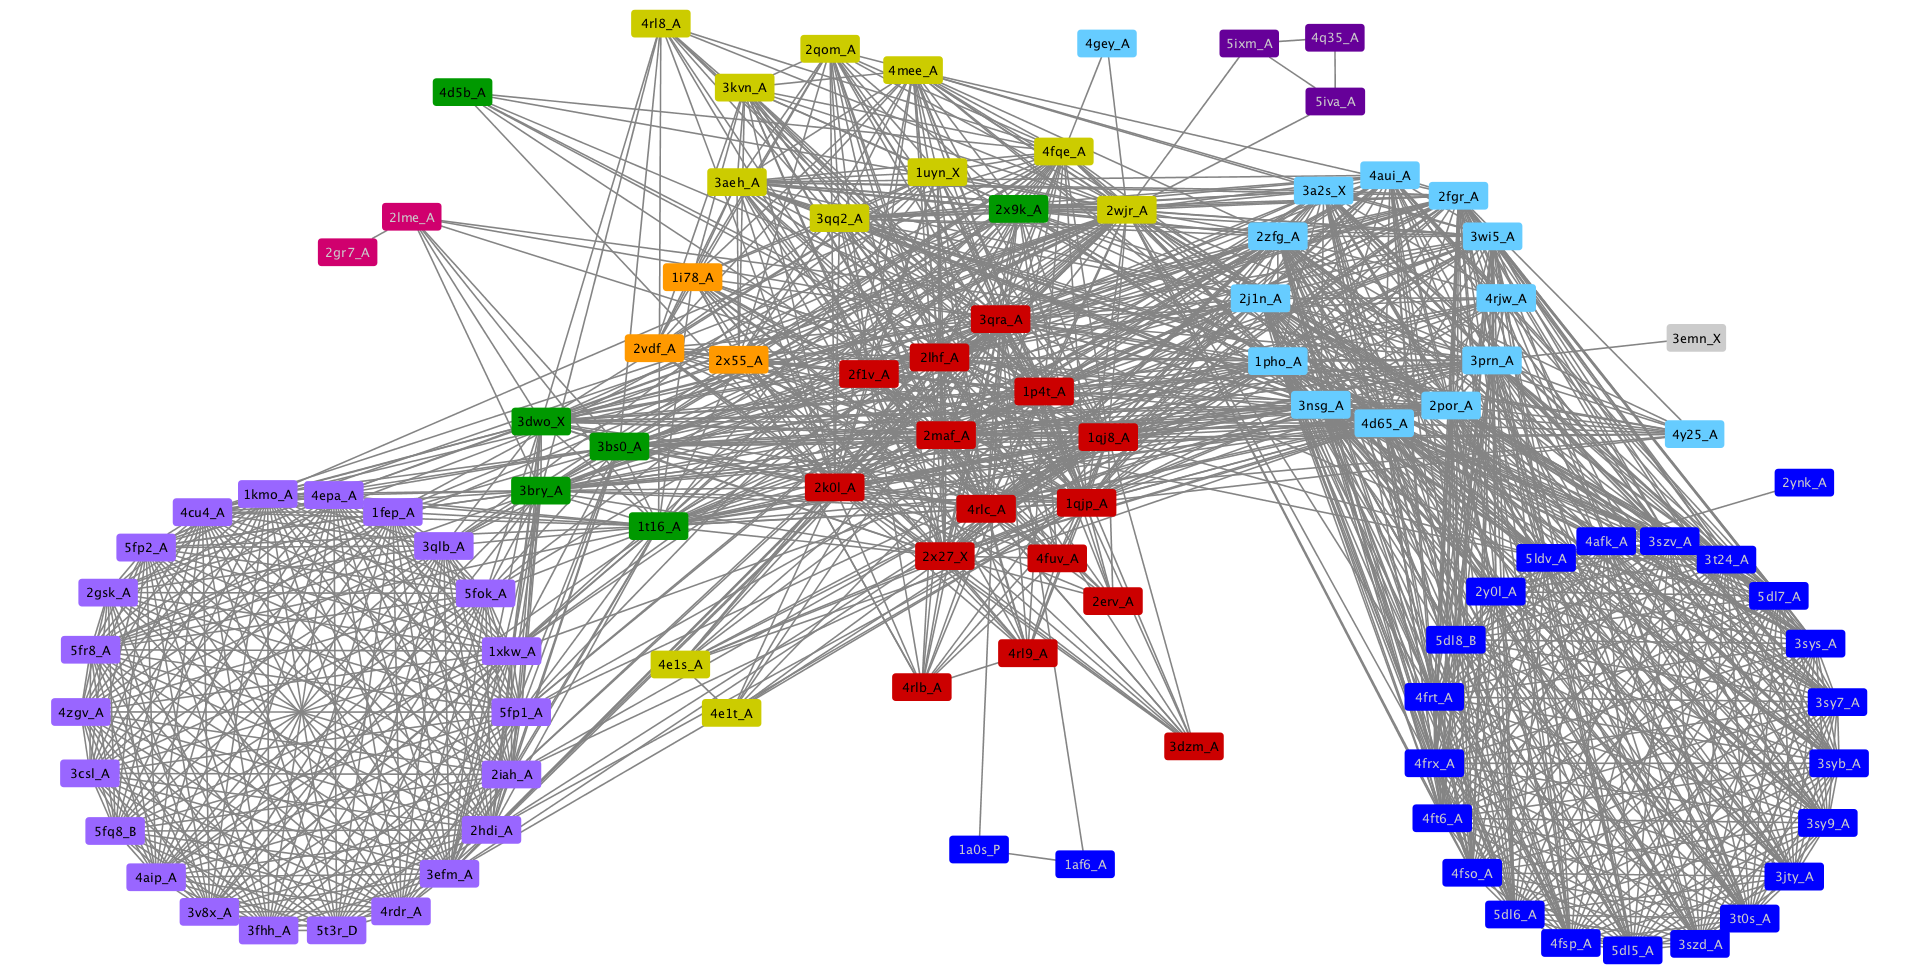 4rl8_A
2qom_A
4mee_A
3kvn_A
4gey_A
5ixm_A
4q35_A
5iva_A
4d5b_A
4fqe_A
1uyn_X
3aeh_A
3qq2_A
2x9k_A
2wjr_A
3a2s_X
4aui_A
2fgr_A
2zfg_A
3wi5_A
2lme_A
2gr7_A
1i78_A
2j1n_A
4rjw_A
3qra_A
3emn_X
2vdf_A
2x55_A
2lhf_A
2f1v_A
1p4t_A
1pho_A
3prn_A
3nsg_A
2por_A
4d65_A
4y25_A
3dwo_X
3bs0_A
2maf_A
1qj8_A
3bry_A
2k0l_A
4rlc_A
1qjp_A
1t16_A
2x27_X
4fuv_A
2erv_A
2ynk_A
1kmo_A
4epa_A
1fep_A
4cu4_A
3qlb_A
5fp2_A
5fok_A
2gsk_A
1xkw_A
5fr8_A
5fp1_A
4zgv_A
2iah_A
3csl_A
2hdi_A
5fq8_B
3efm_A
4aip_A
4rdr_A
3v8x_A
3fhh_A
5t3r_D
4e1s_A
4e1t_A
4rl9_A
4rlb_A
3dzm_A
1a0s_P
1af6_A
4afk_A
3szv_A
5ldv_A
3t24_A
2y0l_A
5dl7_A
5dl8_B
3sys_A
4frt_A
3sy7_A
4frx_A
3syb_A
4ft6_A
3sy9_A
4fso_A
3jty_A
5dl6_A
3t0s_A
4fsp_A
5dl5_A
3szd_A